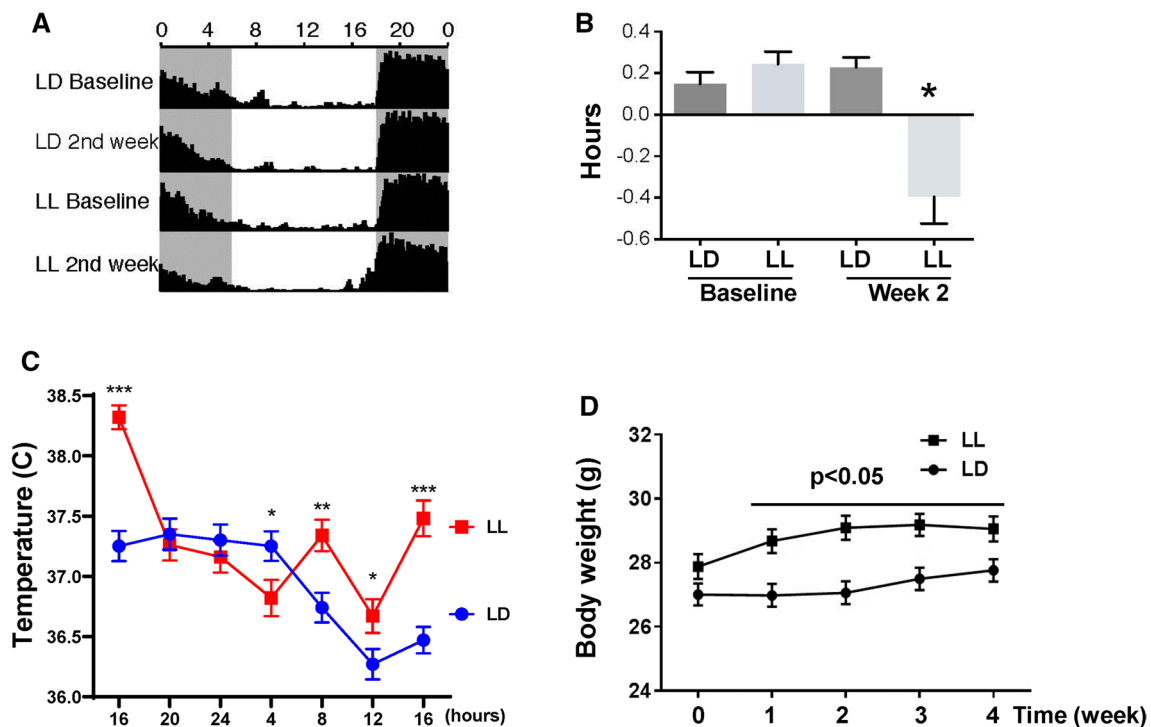 A
0 4 8 12 16 20 0
LD Baseline
LD 2nd week
LL Baseline
LL 2nd week
B
0.4
0.2
0.0
-0.2
-0.4
-0.6
Hours
*
LD LL LD LL
Baseline Week 2
C
38.5
38.0
37.5
37.0
36.5
36.0
Temperature (C)
*** * ** * ***
LL
LD
16 20 24 4 8 12 16 (hours)
D
32
30
28
26
24
Body weight (g)
LL
LD
p<0.05
0 1 2 3 4 Time (week)